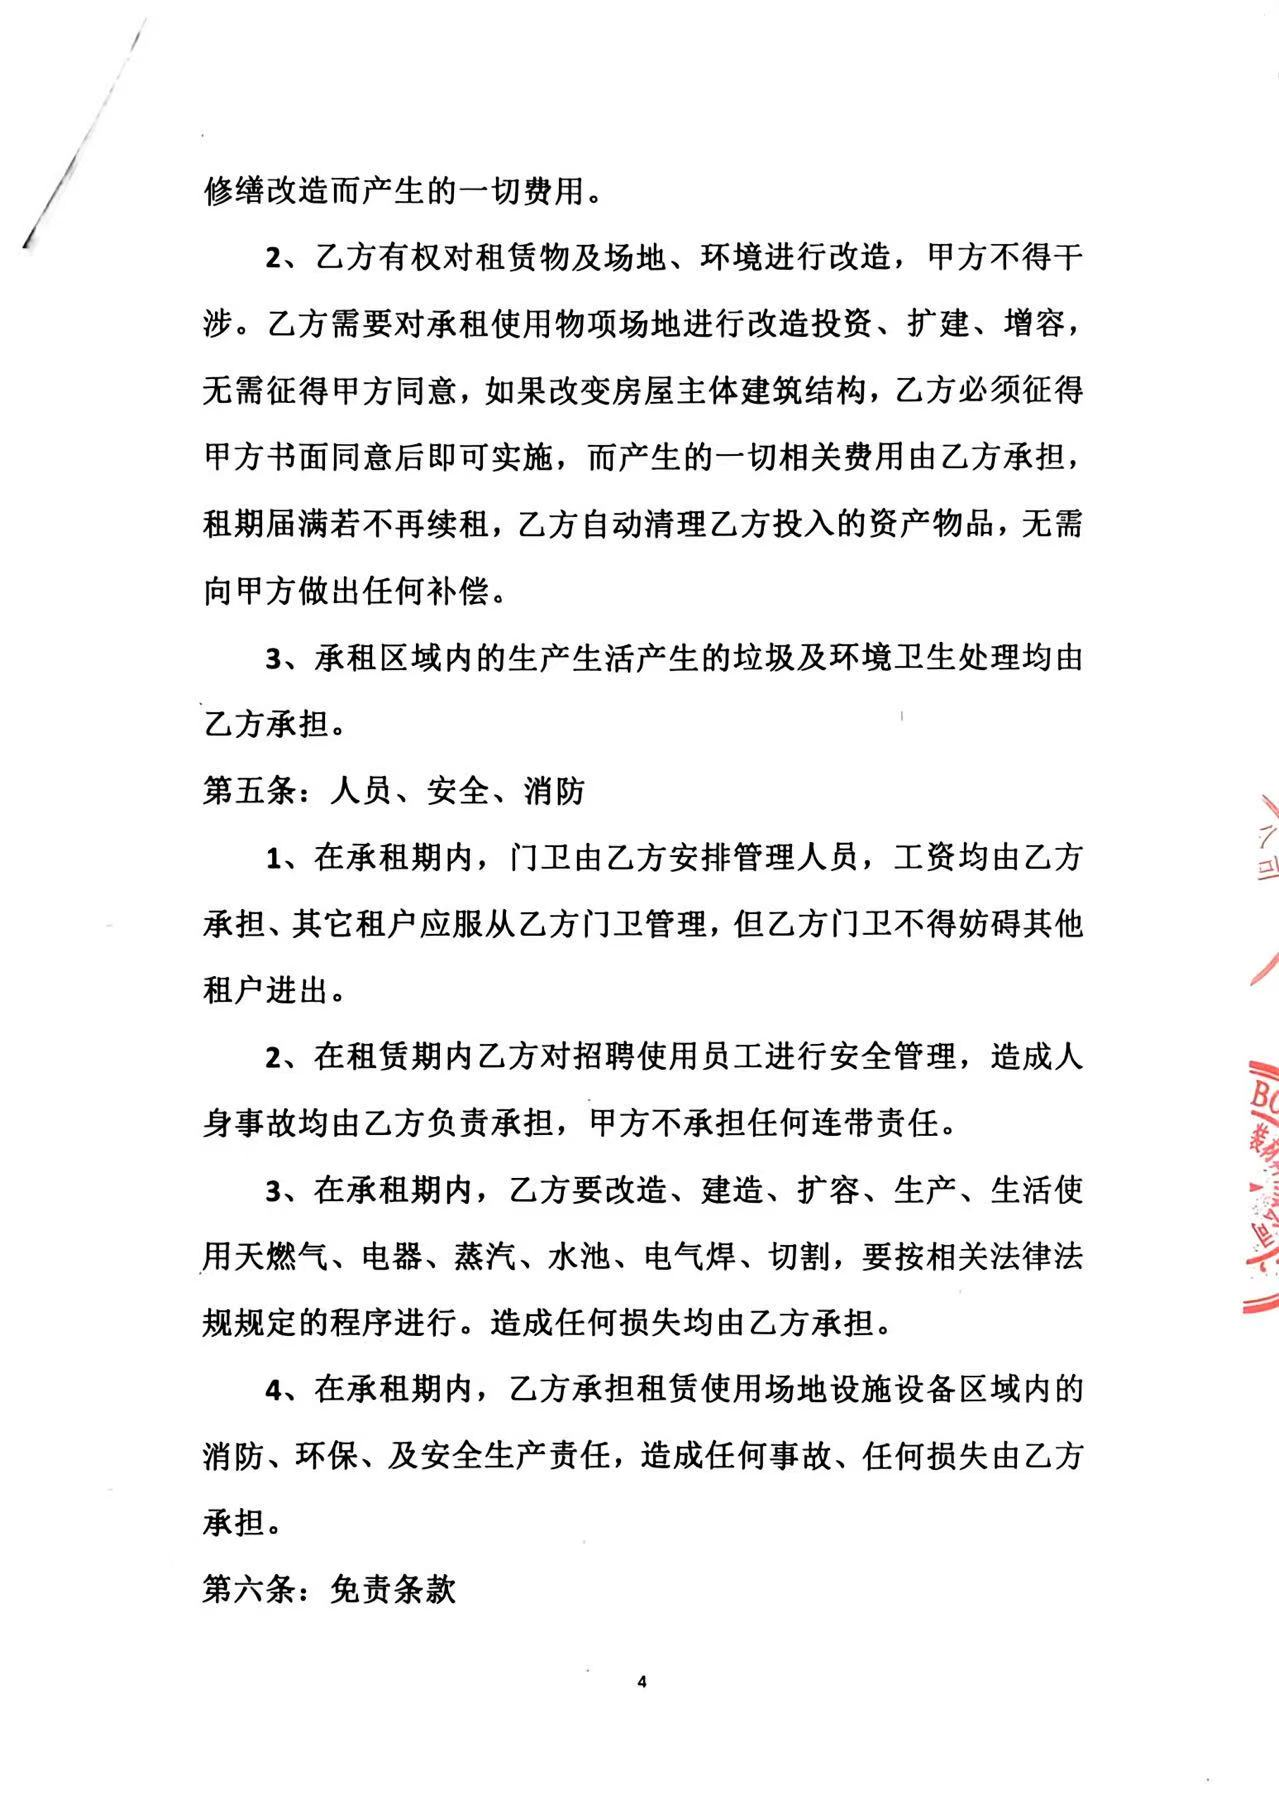 修缮改造而产生的一切费用。
2、乙方有权对租赁物及场地、环境进行改造，甲方不得干
涉。乙方需要对承租使用物项场地进行改造投资、扩建、增容，
无需征得甲方同意，如果改变房屋主体建筑结构，乙方必须征得
甲方书面同意后即可实施，而产生的一切相关费用由乙方承担，
租期届满若不再续租，乙方自动清理乙方投入的资产物品，无需
向甲方做出任何补偿。
3、承租区域内的生产生活产生的垃圾及环境卫生处理均由
乙方承担。
第五条：人员、安全、消防
1、在承租期内，门卫由乙方安排管理人员，工资均由乙方
承担、其它租户应服从乙方门卫管理，但乙方门卫不得妨碍其他
租户进出。
2、在租赁期内乙方对招聘使用员工进行安全管理，造成人
身事故均由乙方负责承担，甲方不承担任何连带责任。
3、在承租期内，乙方要改造、建造、扩容、生产、生活使
用天燃气、电器、蒸汽、水池、电气焊、切割，要按相关法律法
规规定的程序进行。造成任何损失均由乙方承担。
4、在承租期内，乙方承担租赁使用场地设施设备区域内的
消防、环保、及安全生产责任，造成任何事故、任何损失由乙方
承担。
第六条：免责条款
4
公司
BO
装材
公司